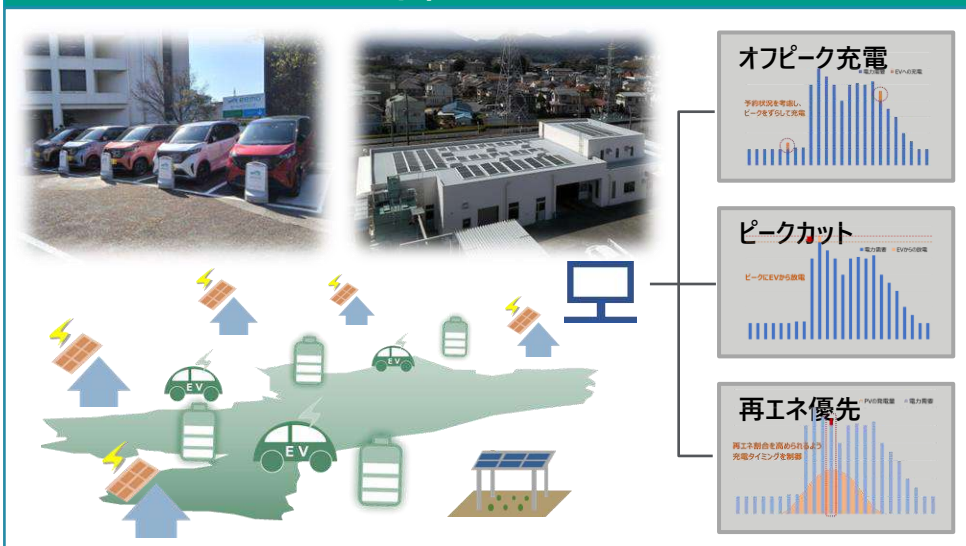 オフピーク充電
■電力需要 ■EVへの充電
予約状況を考慮し、
ピークをずらして充電
ピークカット
■電力需要 ■EVからの放電
ピークにEVから放電
再エネ優先
PVの発電量 ■電力需要
再エネ割合を高められるよう
充電タイミングを制御
EV
EV
EV